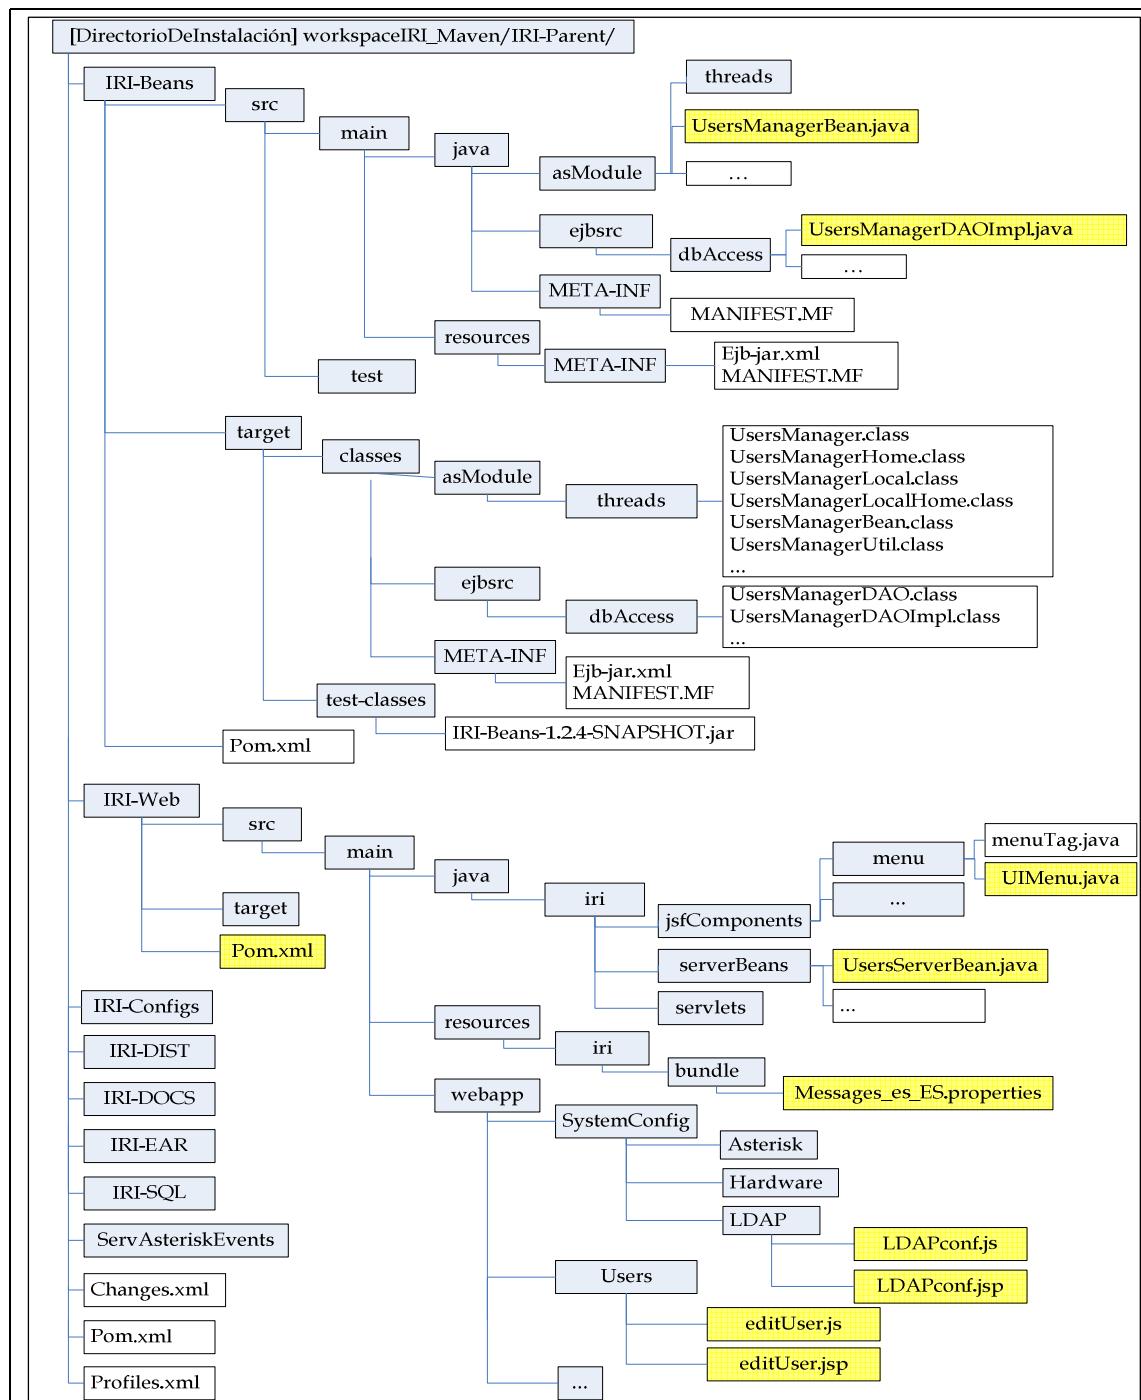 [DirectorioDeInstalación] workspaceIRI_Maven/IRI-Parent/
IRI-Beans
src
main
java
asModule
threads
UsersManagerBean.java
...
ejbsrc
dbAccess
UsersManagerDAOImpl.java
...
META-INF
MANIFEST.MF
resources
META-INF
Ejb-jar.xml
MANIFEST.MF
test
target
classes
asModule
threads
UsersManager.class
UsersManagerHome.class
UsersManagerLocal.class
UsersManagerLocalHome.class
UsersManagerBean.class
UsersManagerUtil.class
...
ejbsrc
dbAccess
UsersManagerDAO.class
UsersManagerDAOImpl.class
...
META-INF
Ejb-jar.xml
MANIFEST.MF
test-classes
IRI-Beans-1.2.4-SNAPSHOT.jar
Pom.xml
IRI-Web
src
main
java
iri
jsfComponents
menu
menuTag.java
UIMenu.java
...
serverBeans
UsersServerBean.java
...
servlets
resources
iri
bundle
Messages_es_ES.properties
webapp
SystemConfig
Asterisk
Hardware
LDAP
LDAPconf.js
LDAPconf.jsp
Users
editUser.js
editUser.jsp
...
target
Pom.xml
IRI-Configs
IRI-DIST
IRI-DOCS
IRI-EAR
IRI-SQL
ServAsteriskEvents
Changes.xml
Pom.xml
Profiles.xml